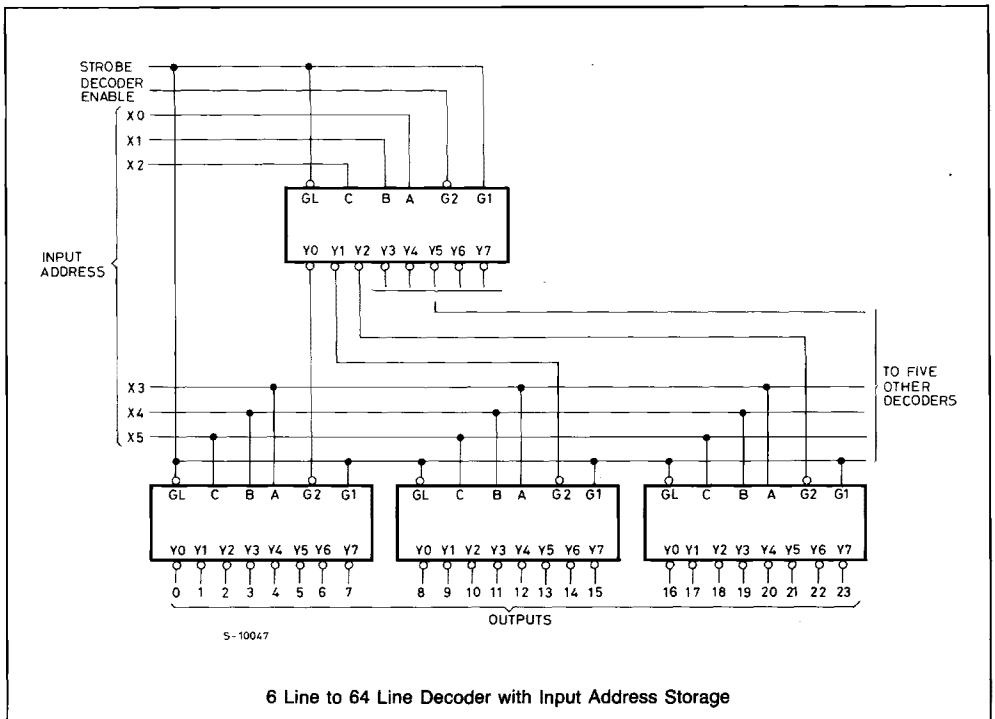 STROBE
DECODER
ENABLE
X0
X1
X2
GL C B A G2 G1
Y0 Y1 Y2 Y3 Y4 Y5 Y6 Y7
INPUT
ADDRESS
TO FIVE
OTHER
DECODERS
X3
X4
X5
GL C B A G2 G1 GL C B A G2 G1 GL C B A G2 G1
Y0 Y1 Y2 Y3 Y4 Y5 Y6 Y7 Y0 Y1 Y2 Y3 Y4 Y5 Y6 Y7 Y0 Y1 Y2 Y3 Y4 Y5 Y6 Y7
0 1 2 3 4 5 6 7 8 9 10 11 12 13 14 15 16 17 18 19 20 21 22 23
OUTPUTS
S-10047
6 Line to 64 Line Decoder with Input Address Storage